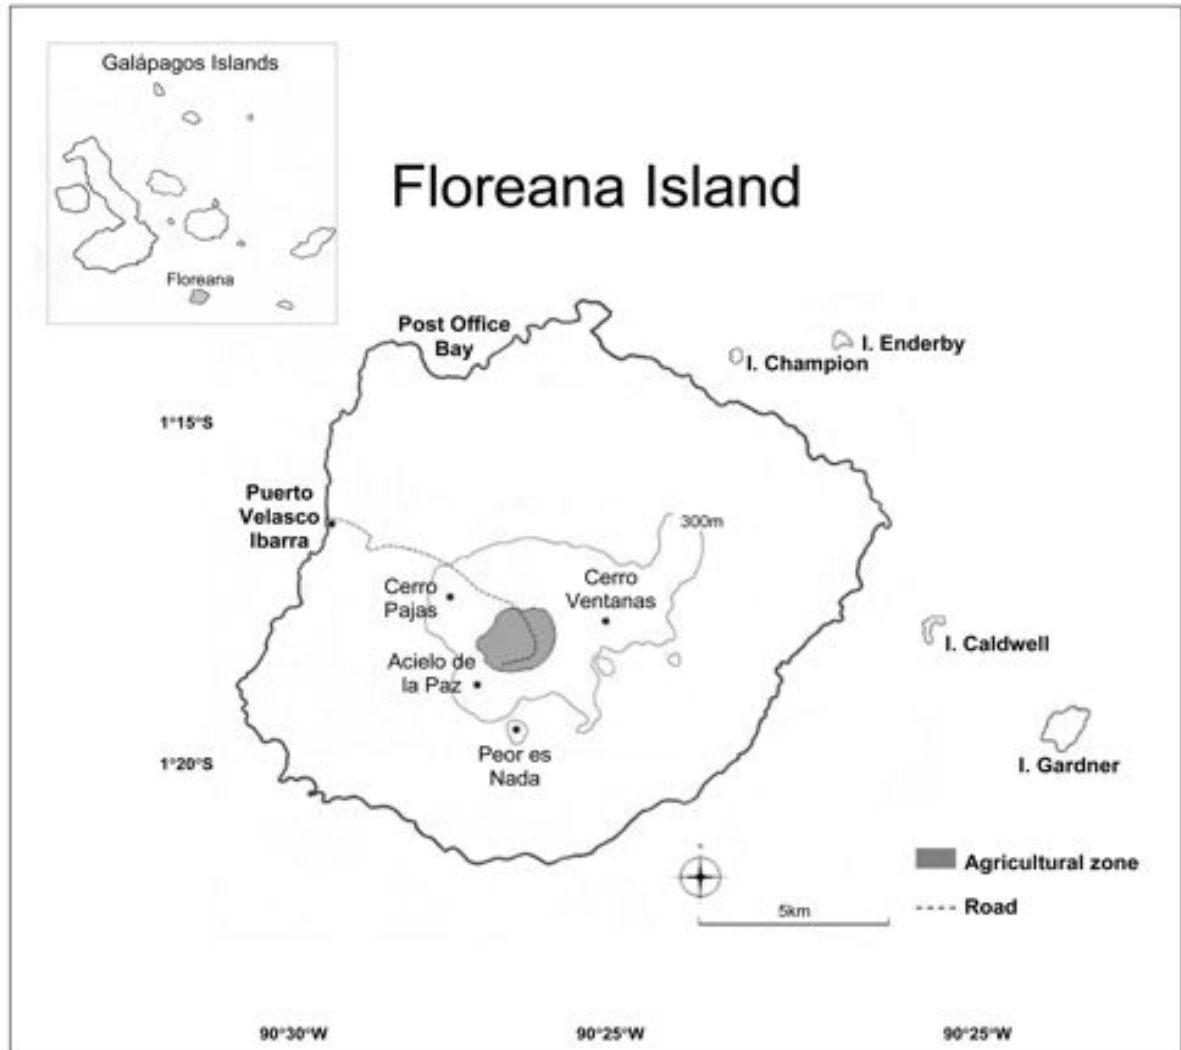 Galápagos Islands
Floreana
Floreana Island
Post Office
Bay
I. Enderby
I. Champion
1°15°S
Puerto
Velasco
Ibarra
300m
Cerro
Pajas
Cerro
Ventanas
Acielo de
la Paz
I. Caldwell
Peor es
Nada
1°20°S
I. Gardner
Agricultural zone
Road
5km
90°30°W
90°25°W
90°25°W